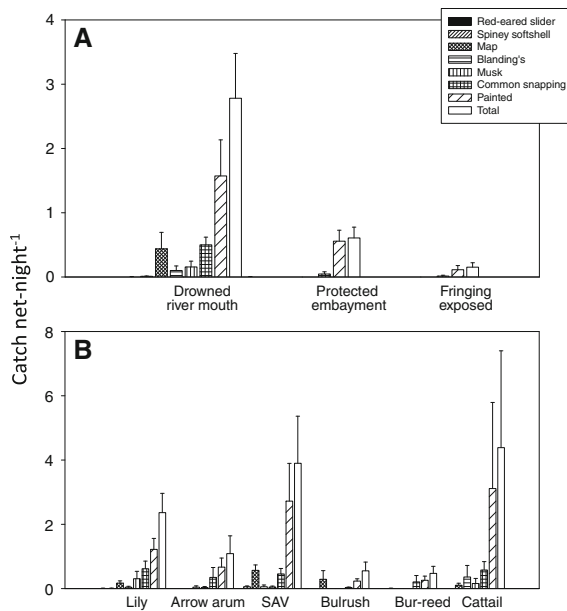 A
4
3
2
1
0
Red-eared slider
Spiney softshell
Map
Blanding's
Musk
Common snapping
Painted
Total
Drowned river mouth
Protected embayment
Fringing exposed
Catch net-night-1
B
8
6
4
2
0
Lily
Arrow arum
SAV
Bulrush
Bur-reed
Cattail